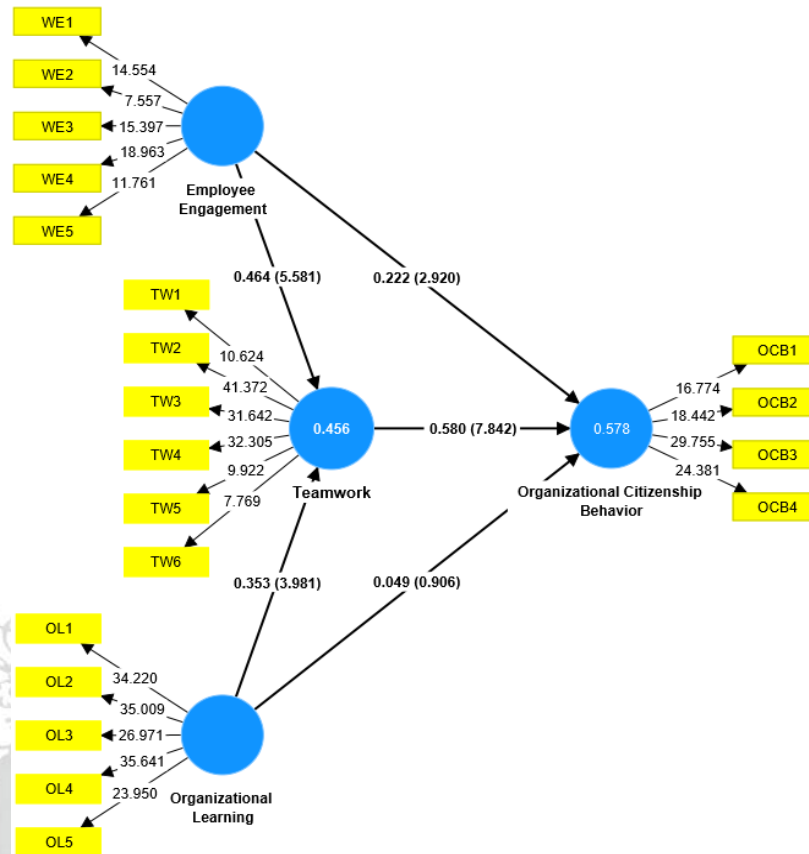 WE1
14.554
WE2
7.557
WE3
15.397
WE4
18.963
WE5
11.761
Employee
Engagement
0.464 (5.581)
0.222 (2.920)
TW1
10.624
TW2
41.372
TW3
31.642
TW4
32.305
TW5
9.922
TW6
7.769
0.456
Teamwork
0.580 (7.842)
0.578
Organizational Citizenship
Behavior
OCB1
16.774
OCB2
18.442
OCB3
29.755
OCB4
24.381
0.353 (3.981)
0.049 (0.906)
OL1
34.220
OL2
35.009
OL3
26.971
OL4
35.641
OL5
23.950
Organizational
Learning